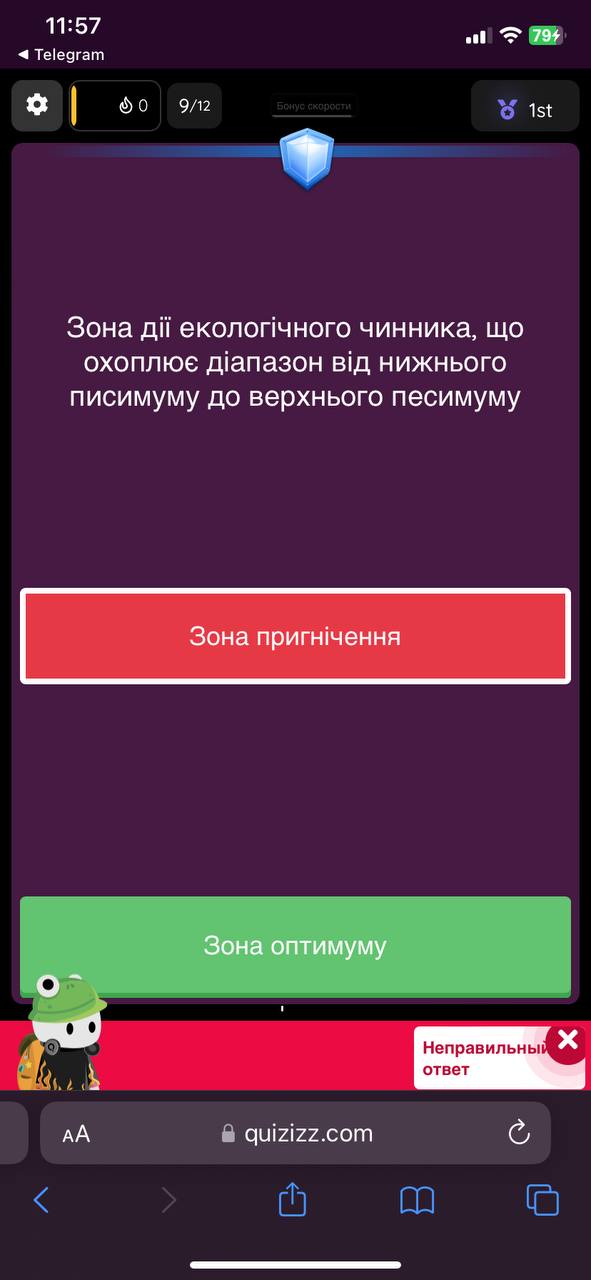 11:57
◀ Telegram
79
0
9/12
Бонус скорости
1st
Зона дії екологічного чинника, що
охоплює діапазон від нижнього
писимуму до верхнього песимуму
Зона пригнічення
Зона оптимуму
Неправильный
ответ
AA
quizizz.com